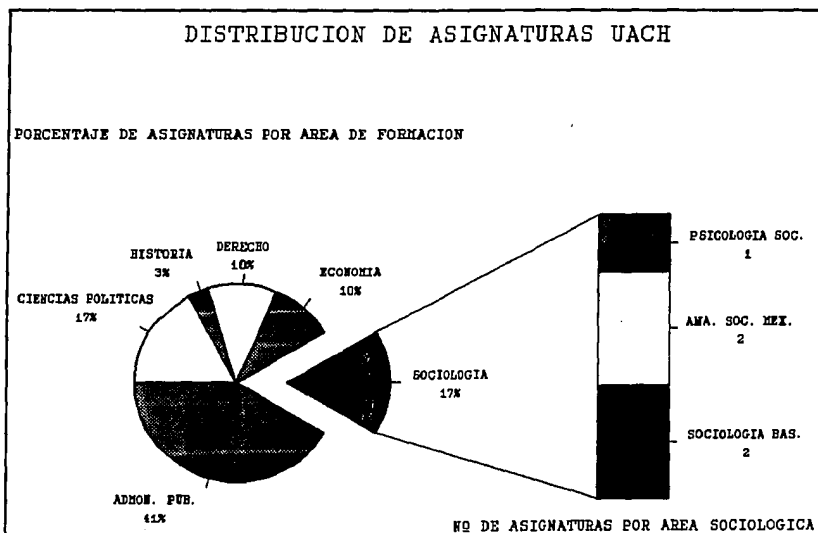 DISTRIBUCION DE ASIGNATURAS UACH
PORCENTAJE DE ASIGNATURAS POR AREA DE FORMACION
HISTORIA
3%
DERECHO
10%
ECONOMIA
10%
CIENCIAS POLITICAS
17%
SOCIOLOGIA
17%
ADMON. PUB.
41%
PSICOLOGIA SOC.
1
ANA. SOC. MEX.
2
SOCIOLOGIA BAS.
2
Nº DE ASIGNATURAS POR AREA SOCIOLOGICA